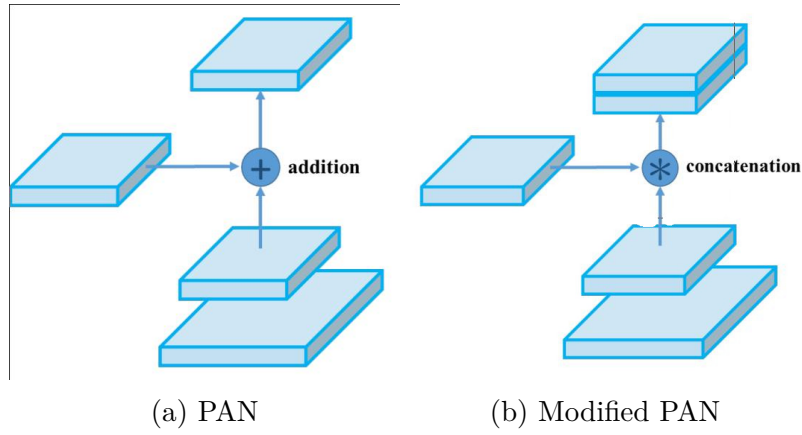 + addition
* concatenation
(a) PAN
(b) Modified PAN